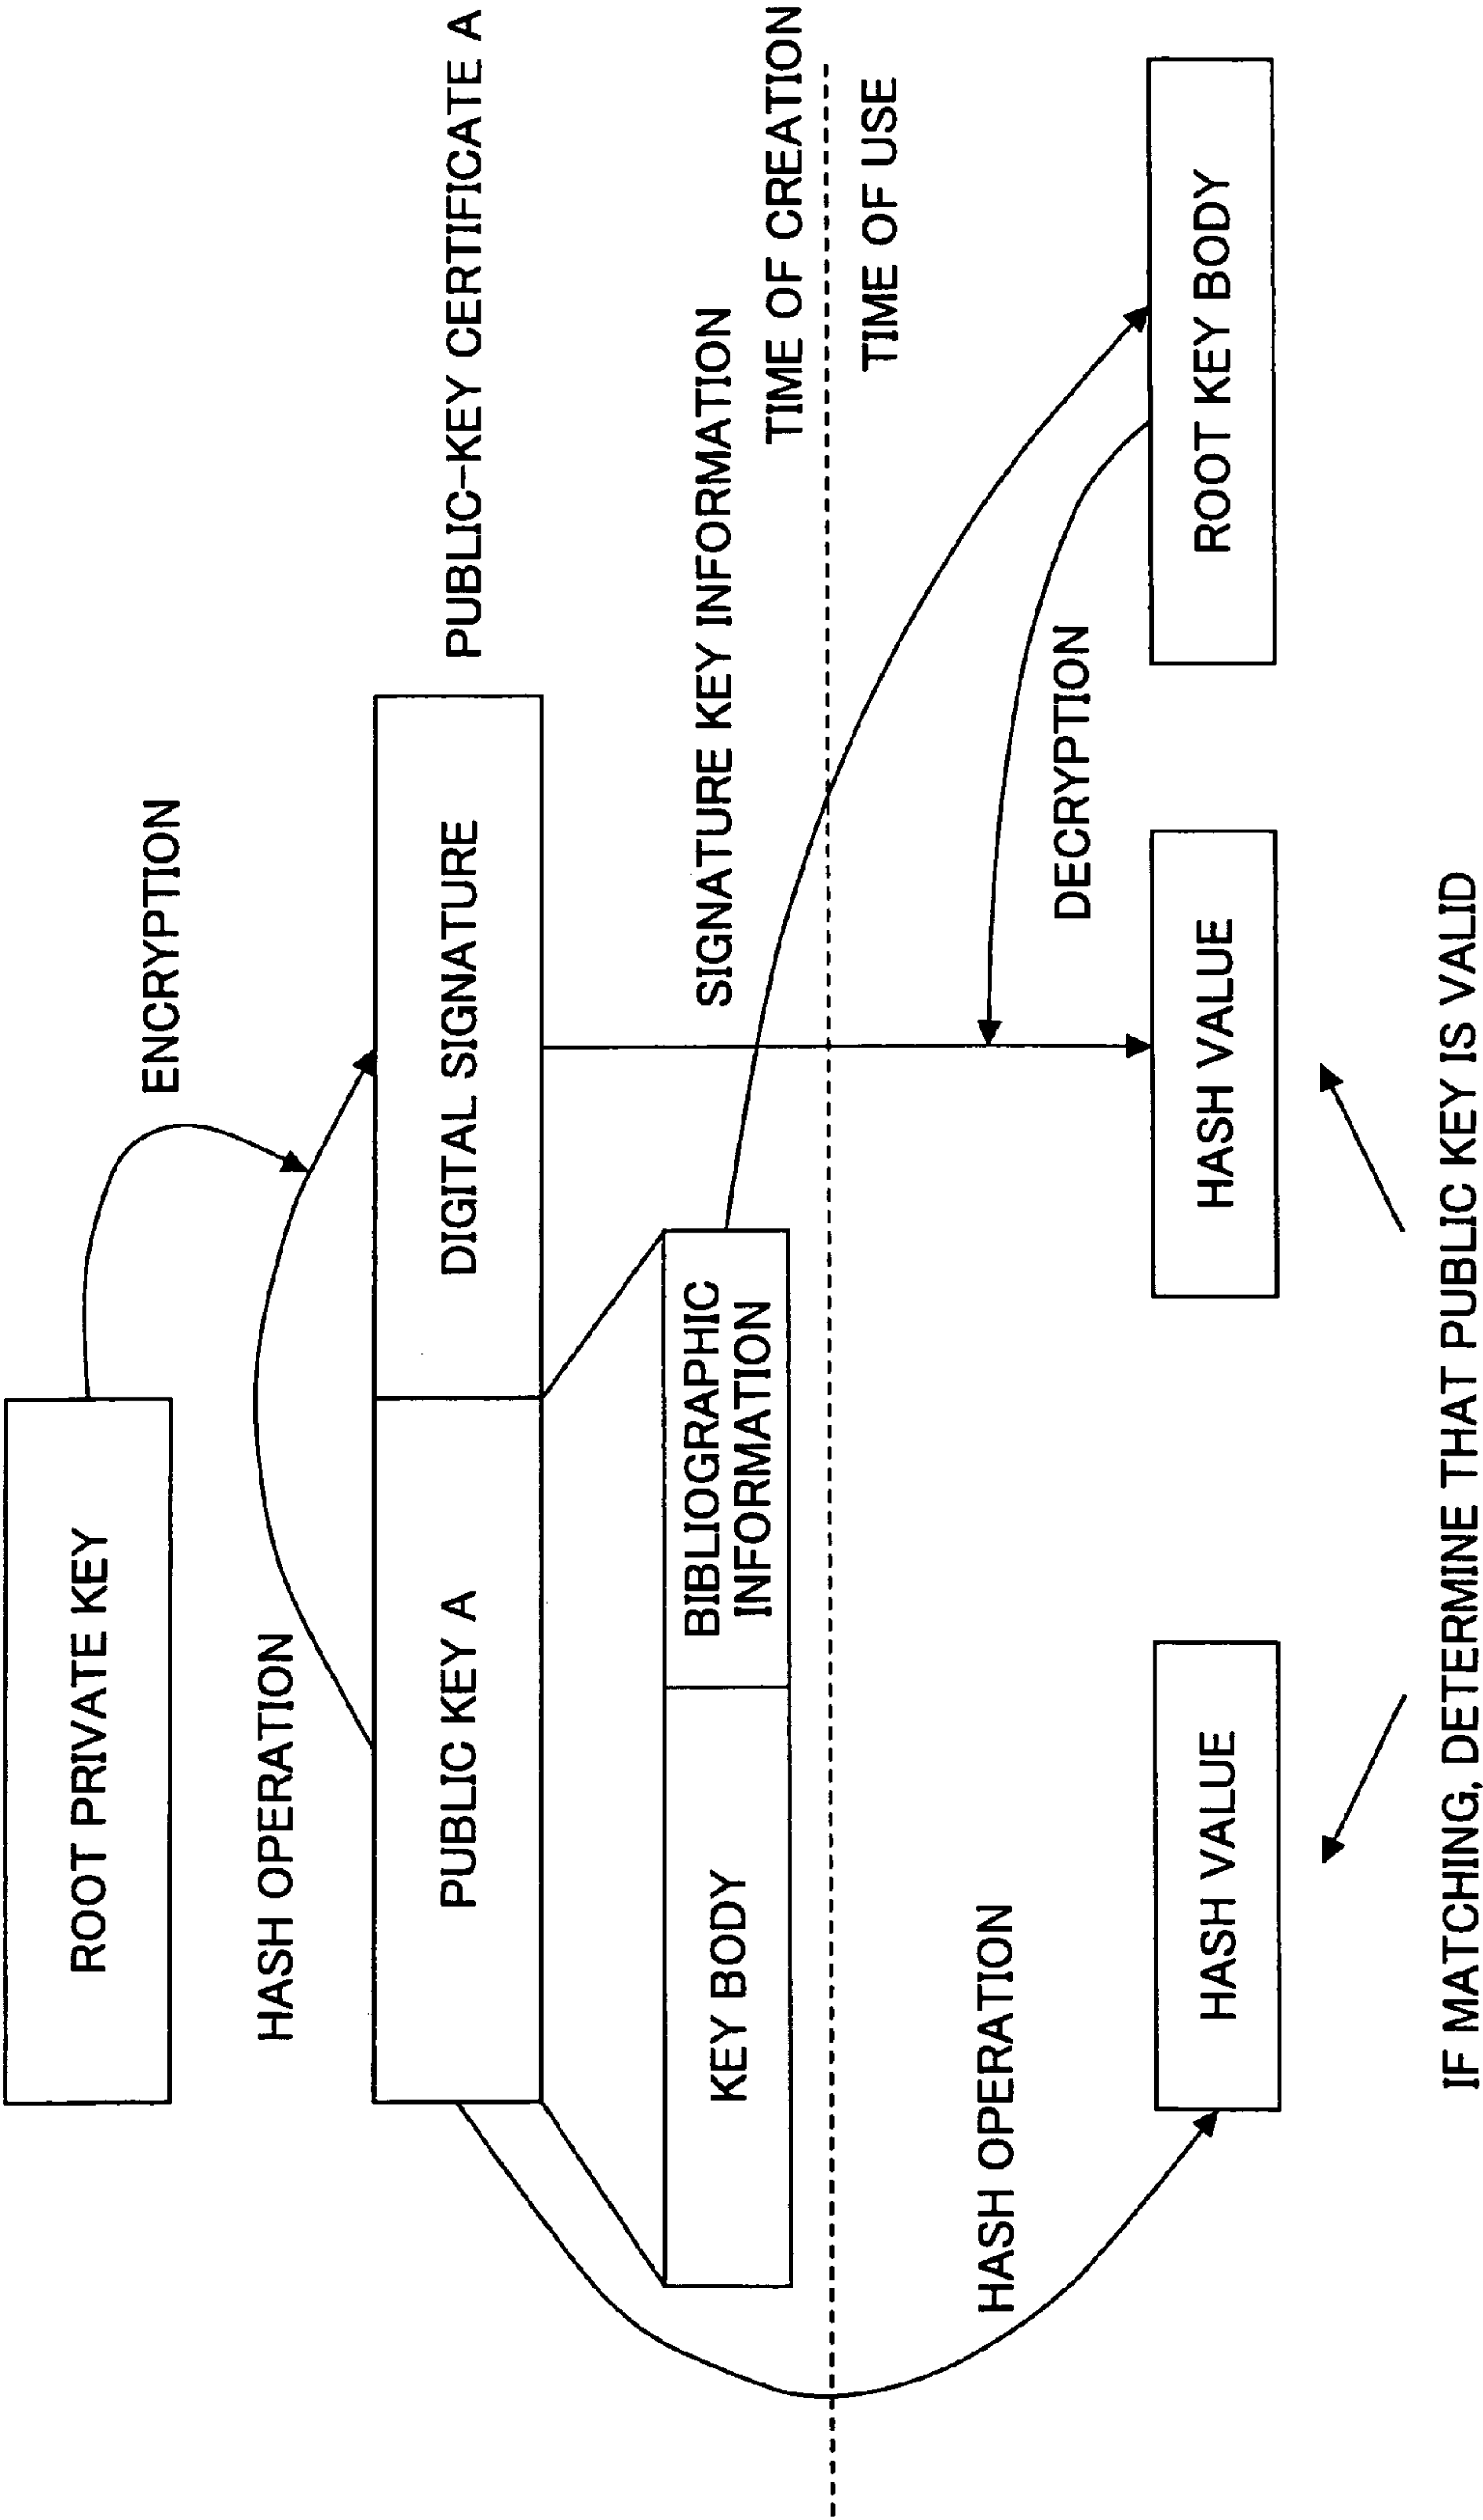 ROOT PRIVATE KEY
ENCRYPTION
HASH OPERATION
PUBLIC KEY A
DIGITAL SIGNATURE
PUBLIC-KEY CERTIFICATE A
KEY BODY
BIBLIOGRAPHIC
INFORMATION
SIGNATURE KEY INFORMATION
TIME OF CREATION
TIME OF USE
HASH OPERATION
DECRYPTION
HASH VALUE
HASH VALUE
ROOT KEY BODY
IF MATCHING, DETERMINE THAT PUBLIC KEY IS VALID